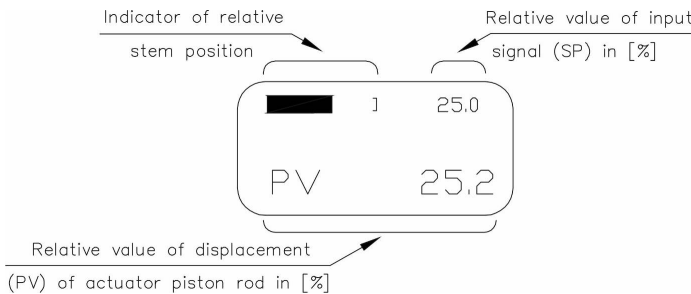 Indicator of relative
stem position
Relative value of input
signal (SP) in [%]
] 25.0
PV 25.2
Relative value of displacement
(PV) of actuator piston rod in [%]